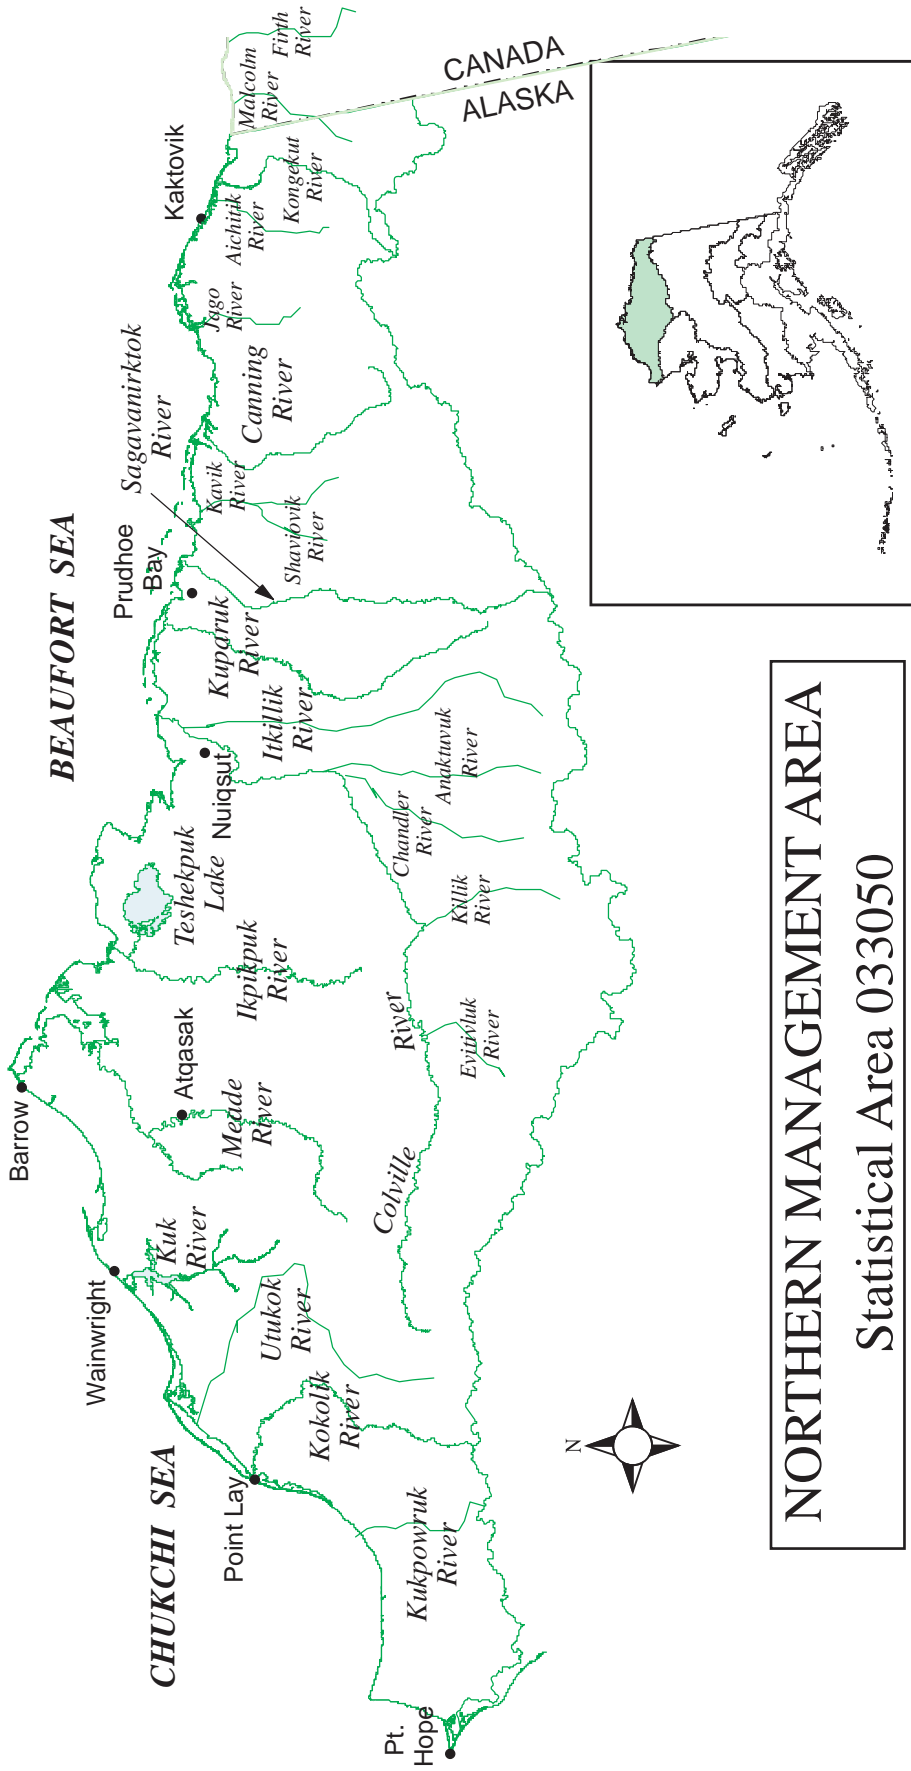 BEAUFORT SEA
CHUKCHI SEA
Barrow
Wainwright
Point Lay
Pt.
Hope
Atqasak
Nuiqsut
Prudhoe
Bay
Kaktovik
Teshekpuk
Lake
Kukpowruk
River
Kokolik
River
Utukok
River
Kuk
River
Meade
River
Ikpikpuk
River
Colville
River
Evitivluk
River
Killik
River
Chandler
River
Anaktuvuk
River
Itkillik
River
Kuparuk
River
Sagavanirktok
River
Shaviovik
River
Kavik
River
Canning
River
Jago
River
Aichitik
River
Kongekut
River
Malcolm
River
Firth
River
CANADA
ALASKA
N
NORTHERN MANAGEMENT AREA
Statistical Area 033050